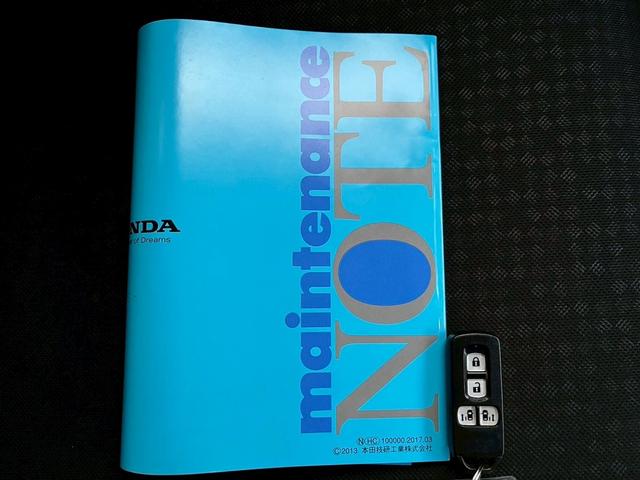 NDA
of Dreams
maintenance
NOTE
Ⓝ〈HC〉100000.2017.03
©2013 本田技研工業株式会社